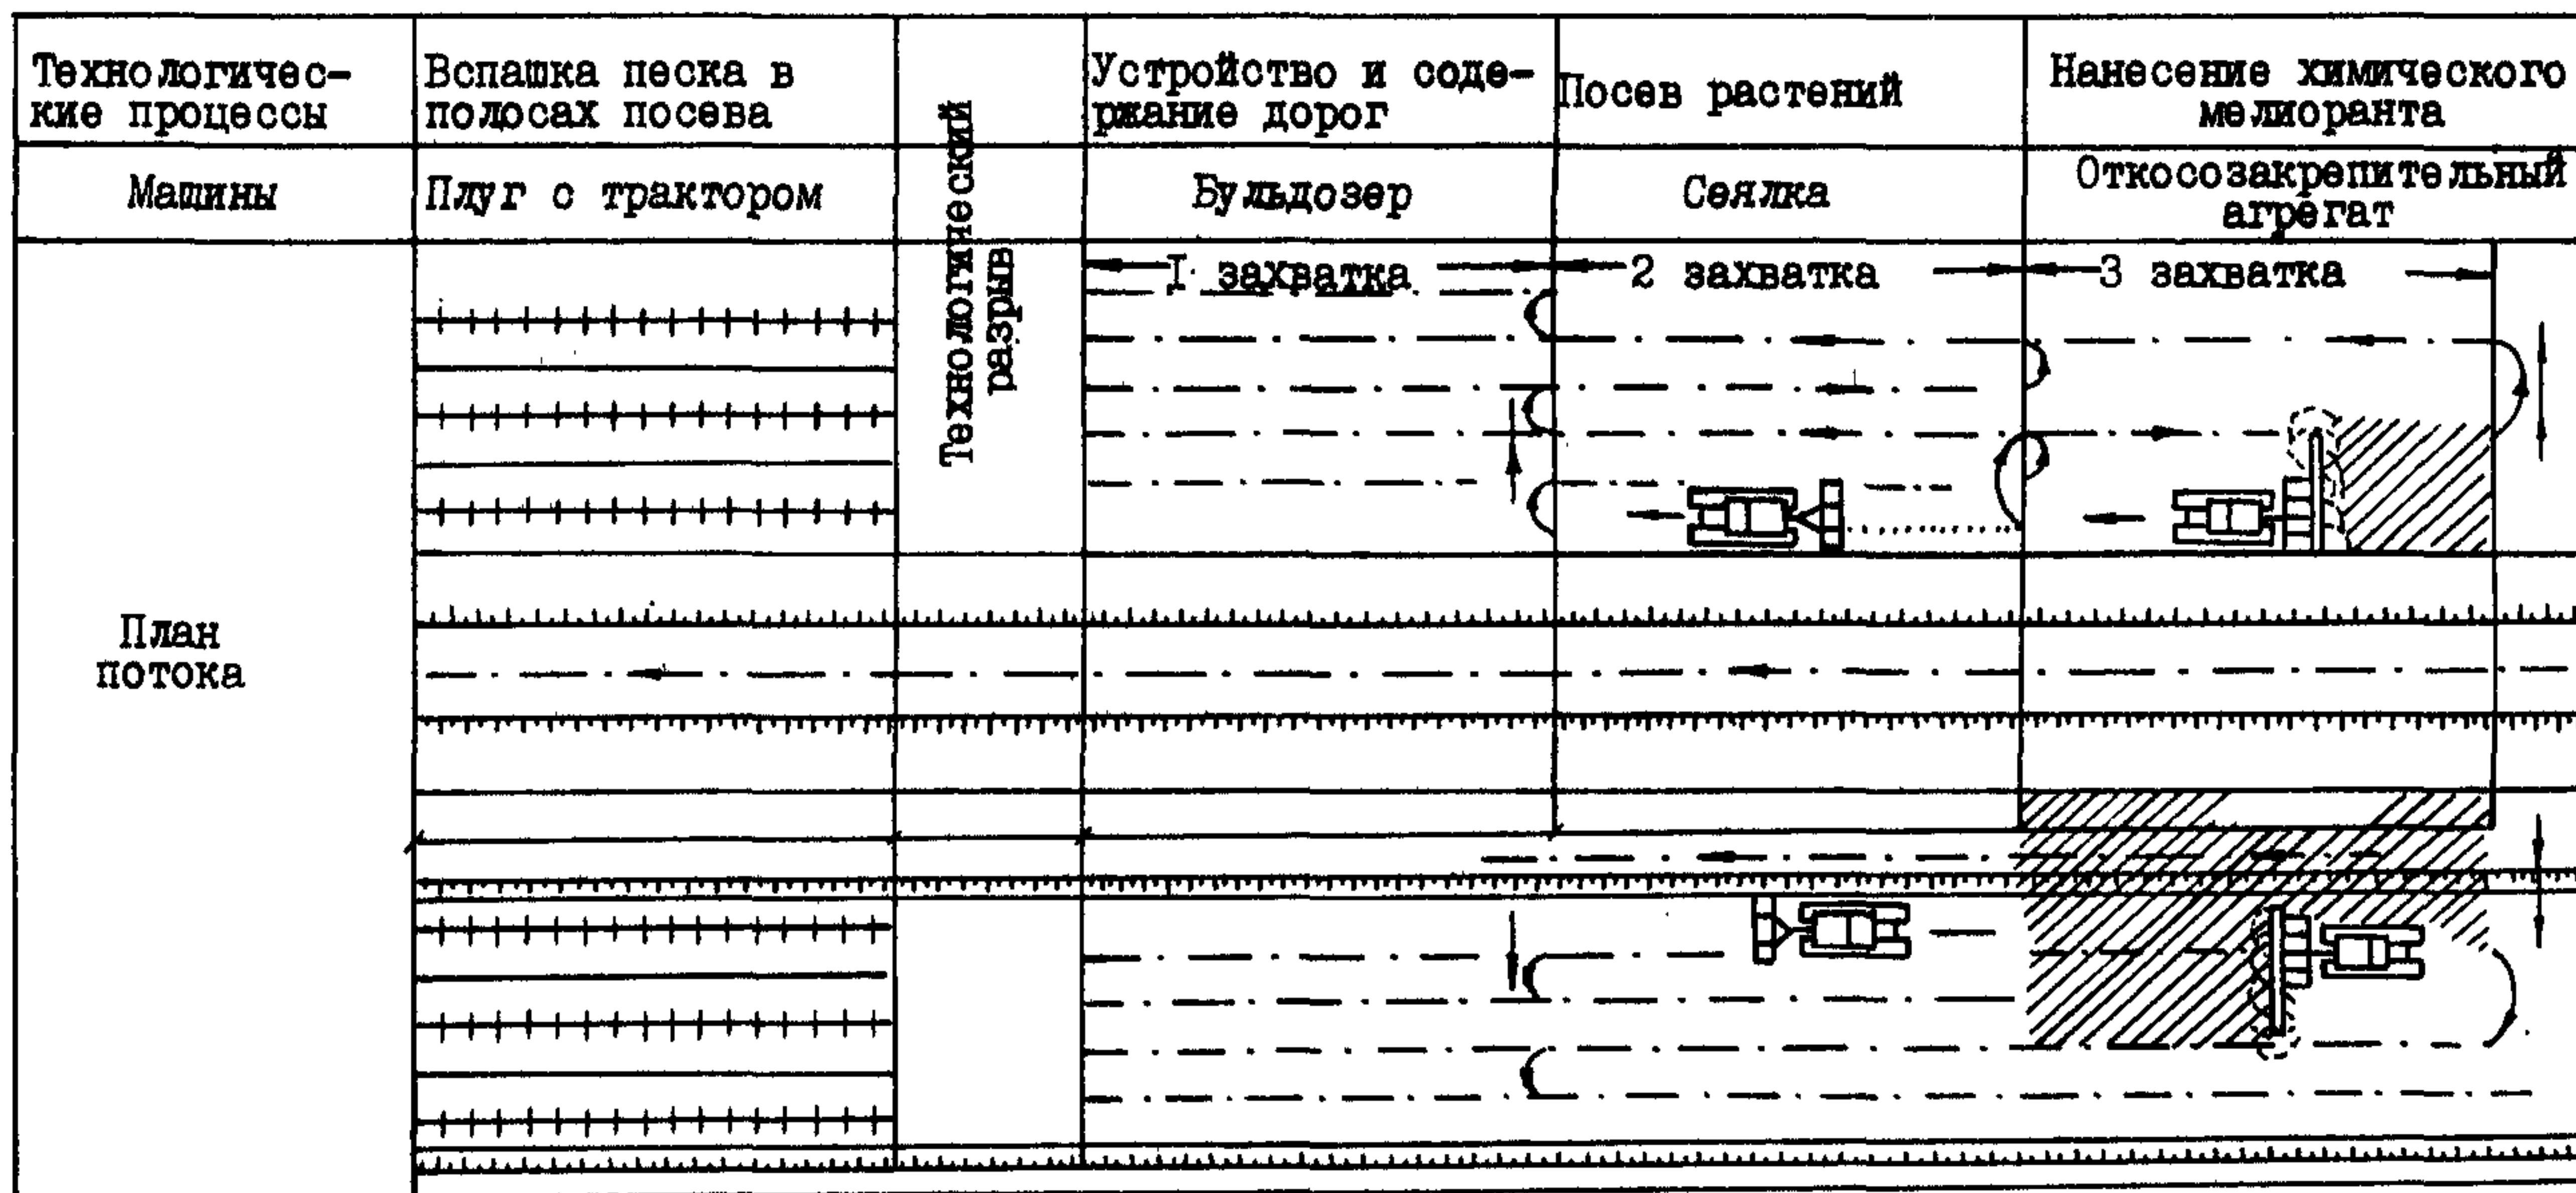 Технологичес-
кие процессы
Вспашка песка в
полосах посева
Технологический
разрыв
Устройство и соде-
ржание дорог
Посев растений
Нанесение химического
мелиоранта
Машины
Плуг с трактором
Бульдозер
Сеялка
Откосозакрепительный
агрегат
I захватка
2 захватка
3 захватка
План
потока